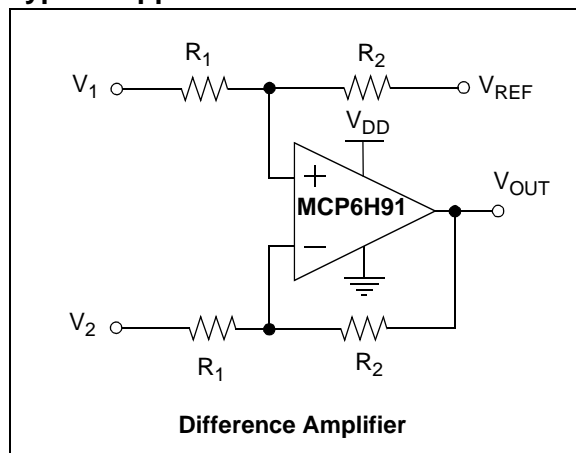 R1
R2
V1
VREF
VDD
VOUT
+
MCP6H91
–
V2
R1
R2
Difference Amplifier